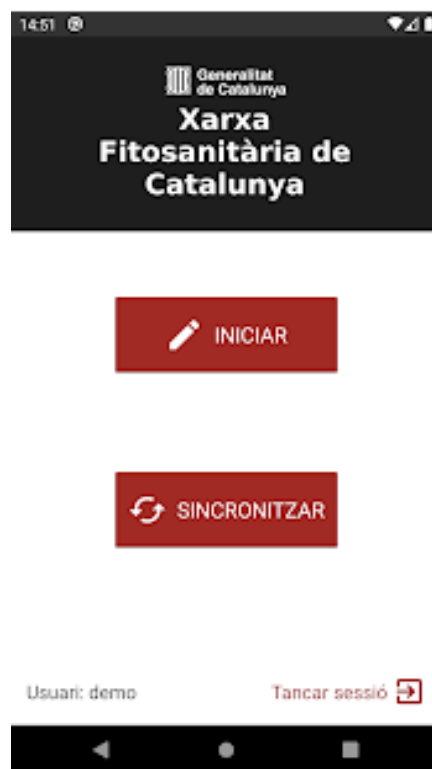 14:51
Generalitat
de Catalunya
Xarxa
Fitosanitària de
Catalunya
INICIAR
SINCRONITZAR
Usuari: demo
Tancar sessió